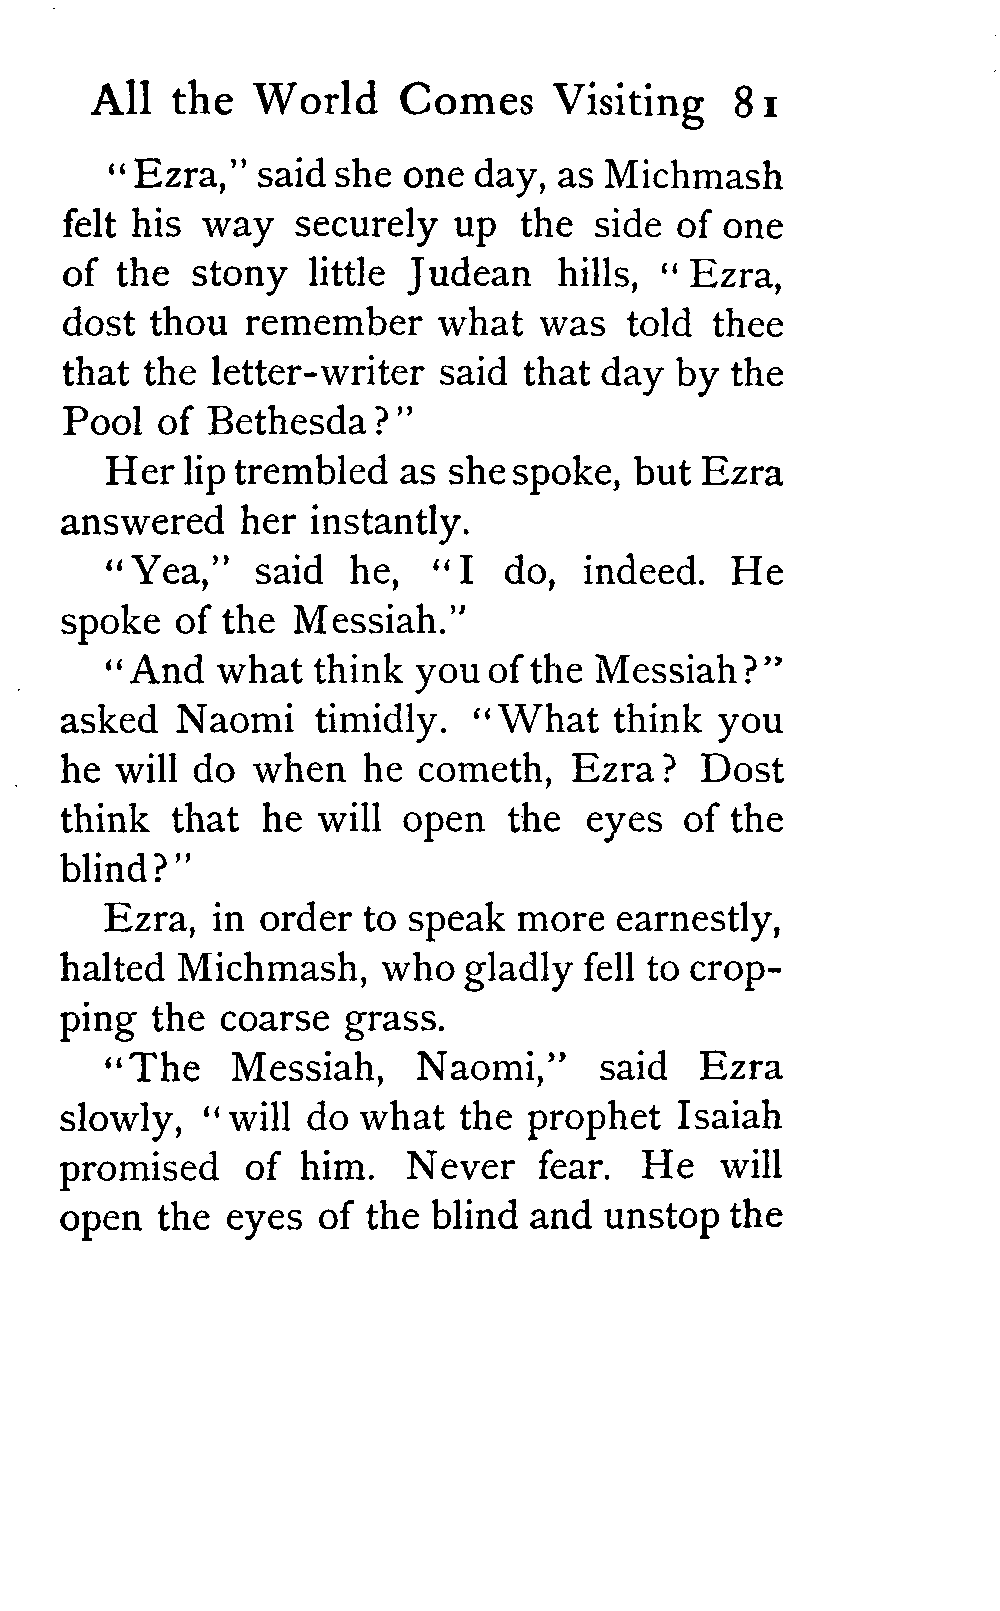 All the World Comes Visiting 81
"Ezra," said she one day, as Michmash
felt his way securely up the side of one
of the stony little Judean hills, "Ezra,
dost thou remember what was told thee
that the letter-writer said that day by the
Pool of Bethesda?"
Her lip trembled as she spoke, but Ezra
answered her instantly.
"Yea," said he, "I do, indeed. He
spoke of the Messiah."
"And what think you of the Messiah?"
asked Naomi timidly. "What think you
he will do when he cometh, Ezra? Dost
think that he will open the eyes of the
blind?"
Ezra, in order to speak more earnestly,
halted Michmash, who gladly fell to crop-
ping the coarse grass.
"The Messiah, Naomi," said Ezra
slowly, "will do what the prophet Isaiah
promised of him. Never fear. He will
open the eyes of the blind and unstop the